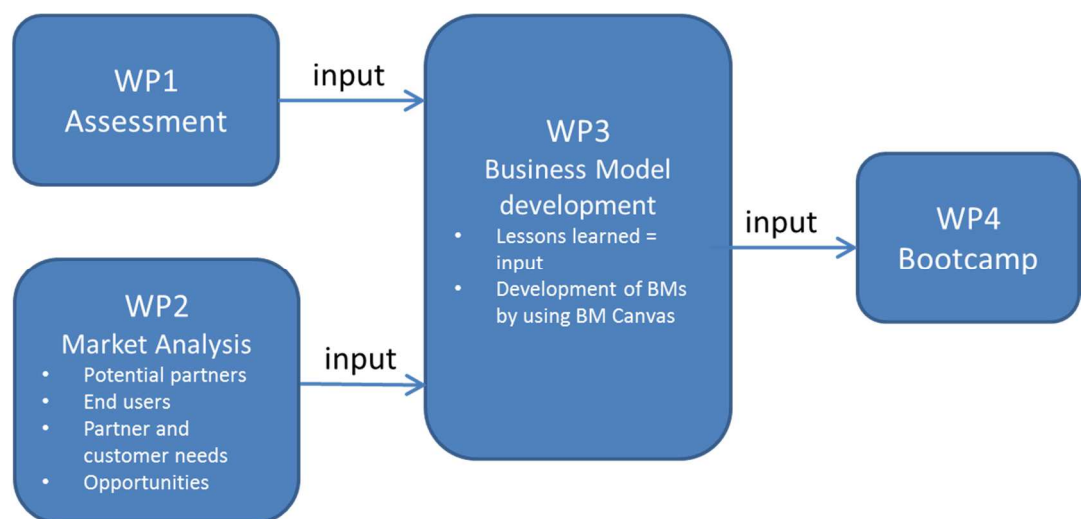 WP1
Assessment
input
WP2
Market Analysis
• Potential partners
• End users
• Partner and
customer needs
• Opportunities
input
WP3
Business Model
development
• Lessons learned =
input
• Development of BMs
by using BM Canvas
input
WP4
Bootcamp